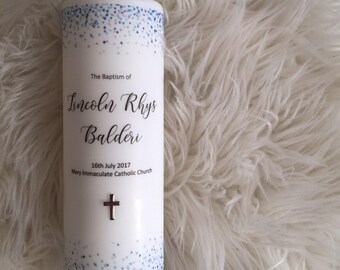 The Baptism of
Lincoln Rhys
Balderi
16th July 2017
Mary Immaculate Catholic Church